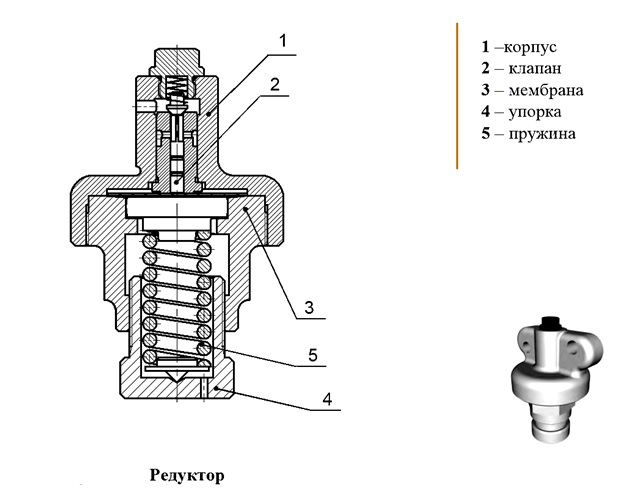 1
2
3
5
4
1 –корпус
2 – клапан
3 – мембрана
4 – упорка
5 – пружина
Редуктор